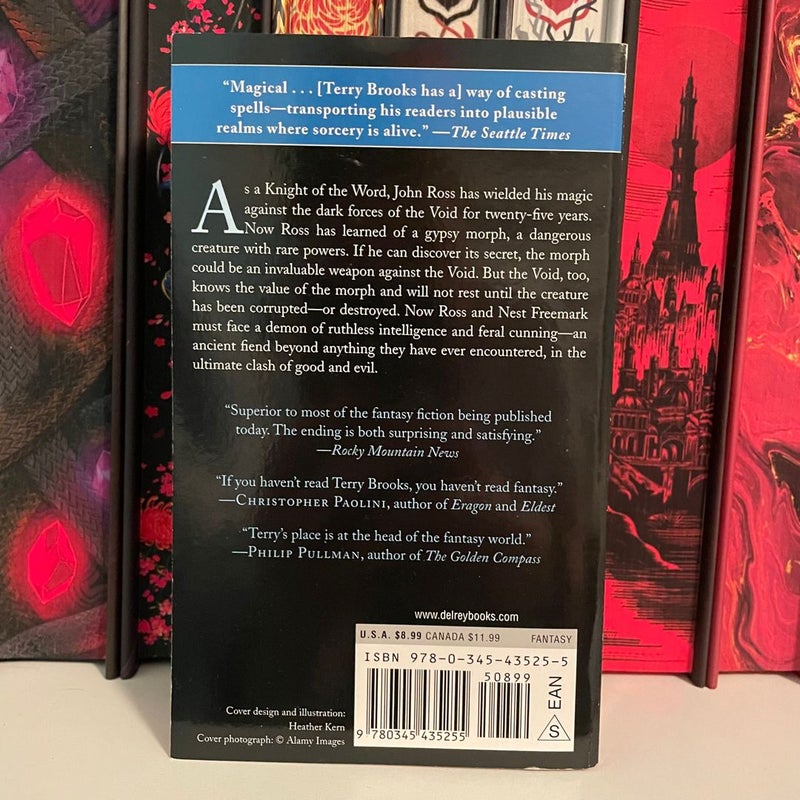 “Magical . . . [Terry Brooks has a] way of casting
spells—transporting his readers into plausible
realms where sorcery is alive.” —The Seattle Times
As a Knight of the Word, John Ross has wielded his magic
against the dark forces of the Void for twenty-five years.
Now Ross has learned of a gypsy morph, a dangerous
creature with rare powers. If he can discover its secret, the morph
could be an invaluable weapon against the Void. But the Void, too,
knows the value of the morph and will not rest until the creature
has been corrupted—or destroyed. Now Ross and Nest Freemark
must face a demon of ruthless intelligence and feral cunning—an
ancient fiend beyond anything they have ever encountered, in the
ultimate clash of good and evil.
“Superior to most of the fantasy fiction being published
today. The ending is both surprising and satisfying.”
—Rocky Mountain News
“If you haven’t read Terry Brooks, you haven’t read fantasy.”
—CHRISTOPHER PAOLINI, author of Eragon and Eldest
“Terry’s place is at the head of the fantasy world.”
—PHILIP PULLMAN, author of The Golden Compass
www.delreybooks.com
U.S.A. $8.99 CANADA $11.99 FANTASY
ISBN 978-0-345-43525-5
50899
EAN
S
9 780345 435255
Cover design and illustration:
Heather Kern
Cover photograph: © Alamy Images